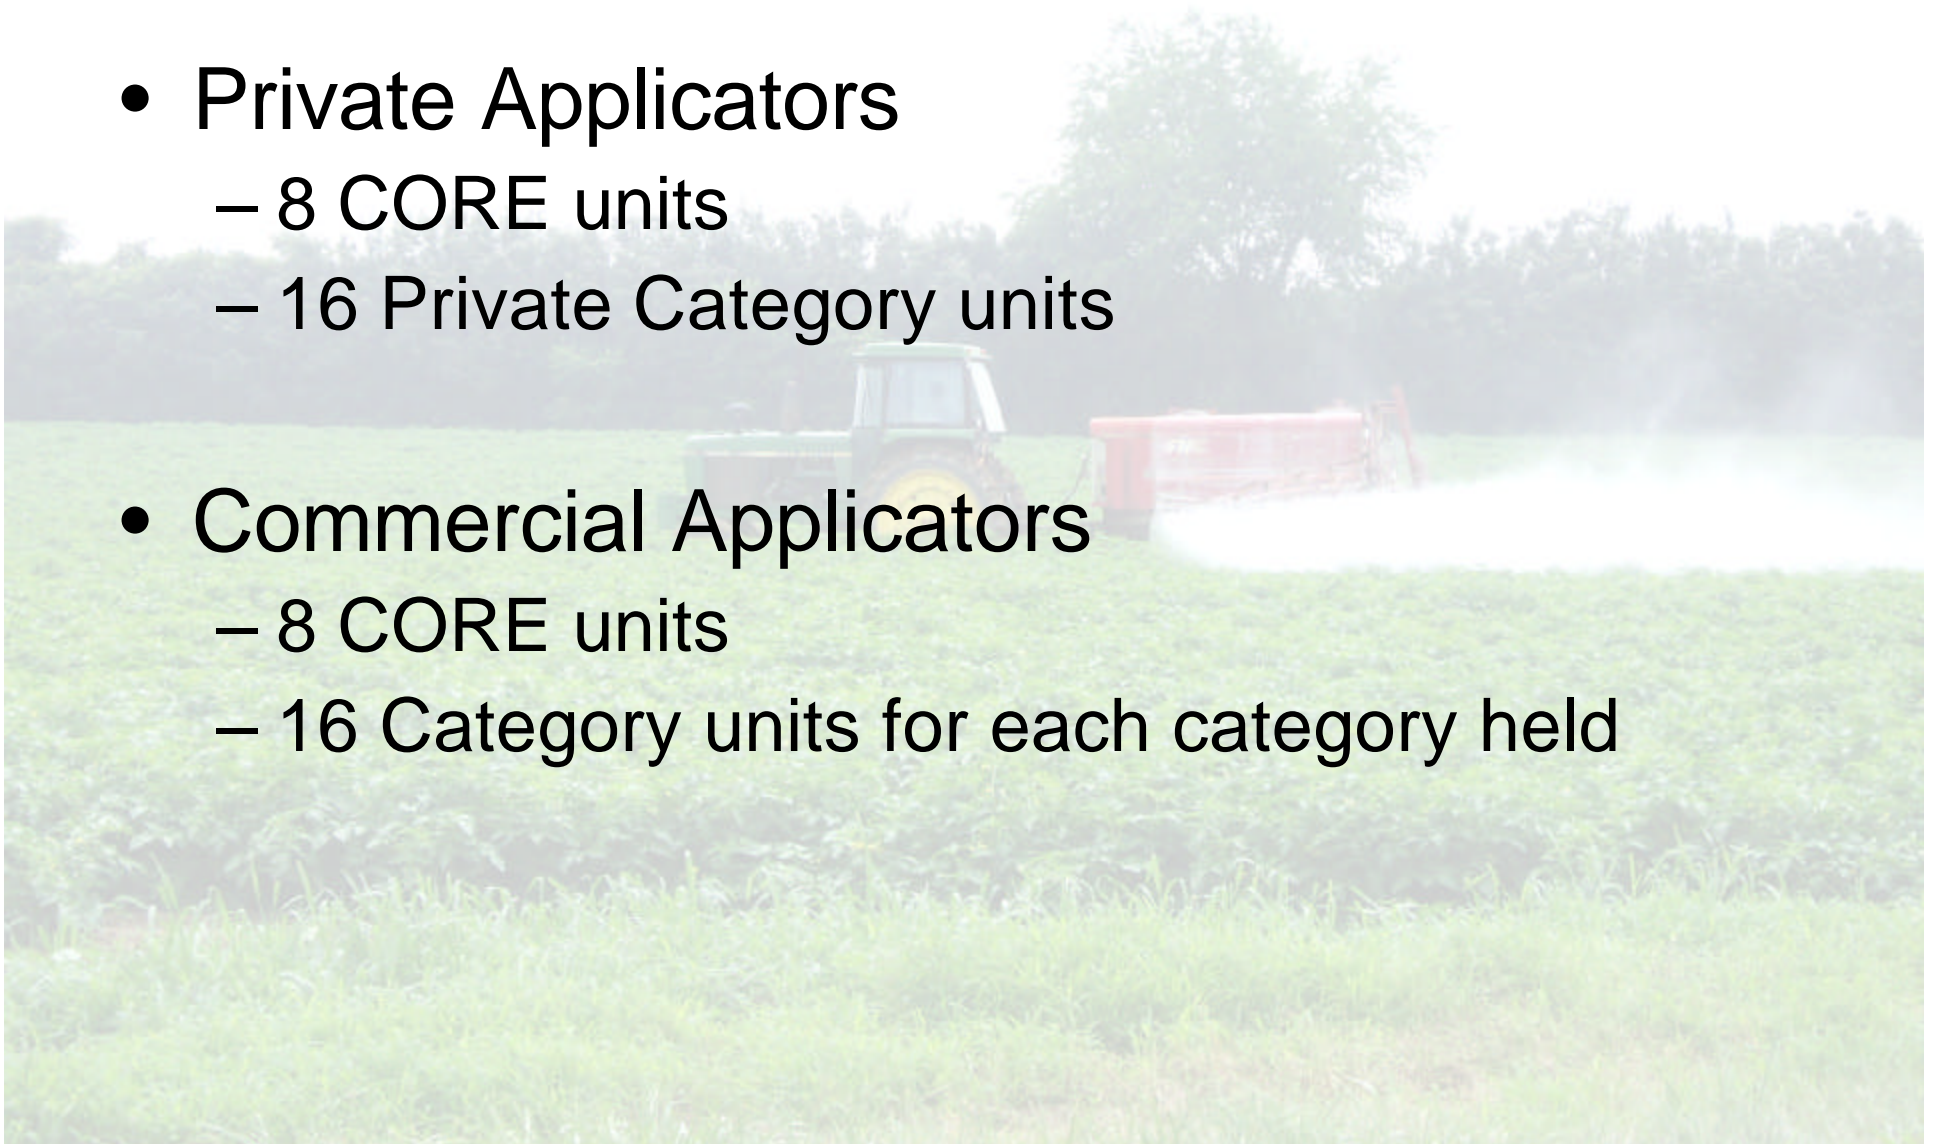 • Private Applicators
– 8 CORE units
– 16 Private Category units
• Commercial Applicators
– 8 CORE units
– 16 Category units for each category held